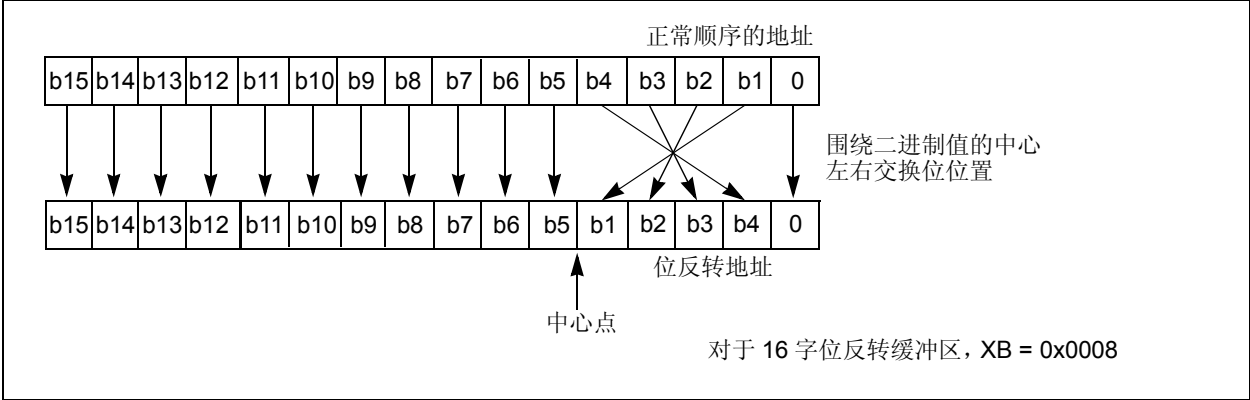 正常顺序的地址
b15 b14 b13 b12 b11 b10 b9 b8 b7 b6 b5 b4 b3 b2 b1 0
围绕二进制值的中心
左右交换位位置
b15 b14 b13 b12 b11 b10 b9 b8 b7 b6 b5 b1 b2 b3 b4 0
位反转地址
中心点
对于 16 字位反转缓冲区，XB = 0x0008